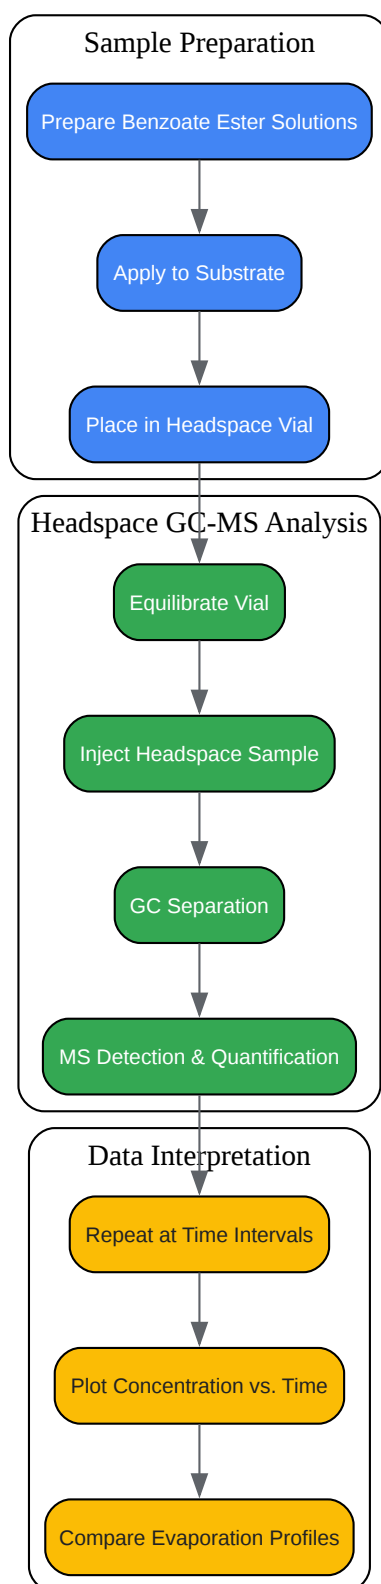 Sample Preparation
Prepare Benzoate Ester Solutions
Apply to Substrate
Place in Headspace Vial
Headspace GC-MS Analysis
Equilibrate Vial
Inject Headspace Sample
GC Separation
MS Detection & Quantification
Data Interpretation
Repeat at Time Intervals
Plot Concentration vs. Time
Compare Evaporation Profiles